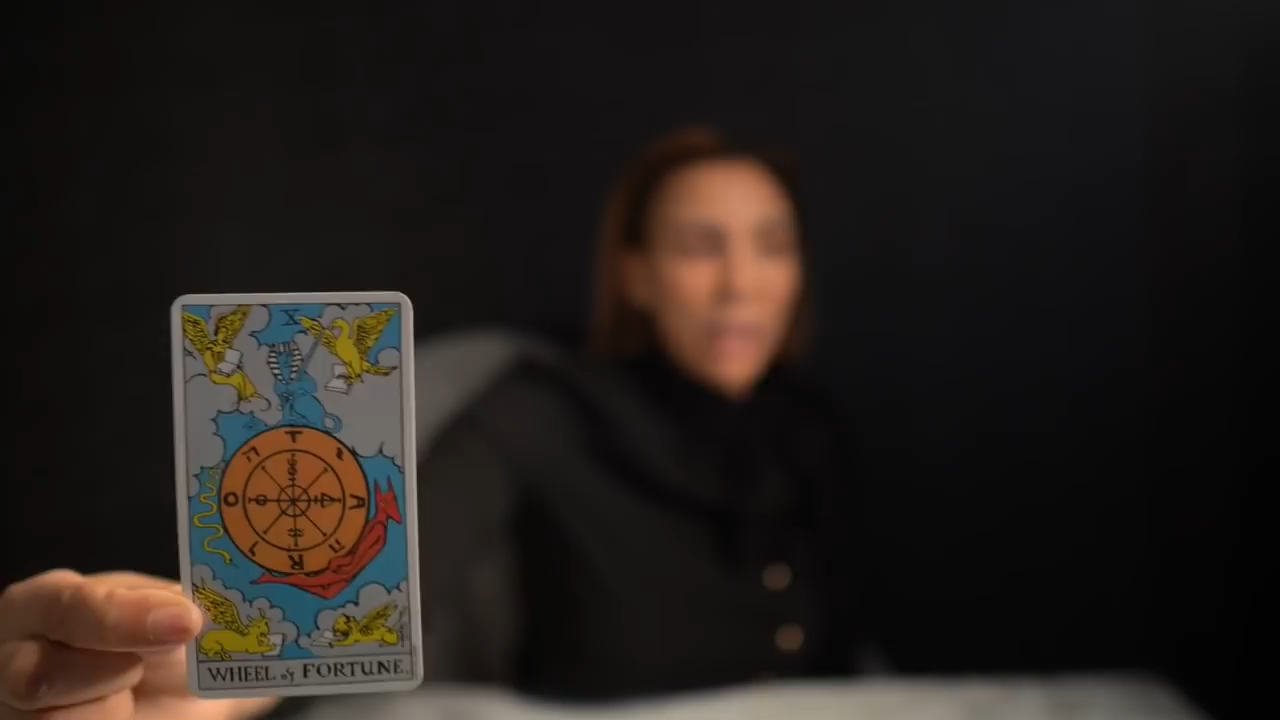 X
T
ה י
O A
ו ה
R
WHEEL of FORTUNE.